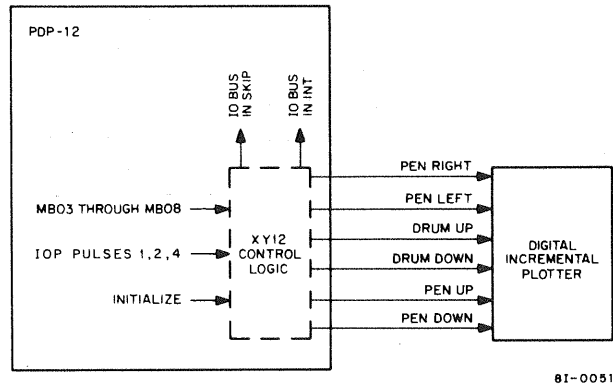 PDP-12
IO BUS
IN SKIP
IO BUS
IN INT
PEN RIGHT
MB03 THROUGH MB08
PEN LEFT
DRUM UP
IOP PULSES 1,2,4
XY12
CONTROL
LOGIC
DIGITAL
INCREMENTAL
PLOTTER
DRUM DOWN
INITIALIZE
PEN UP
PEN DOWN
8I-0051